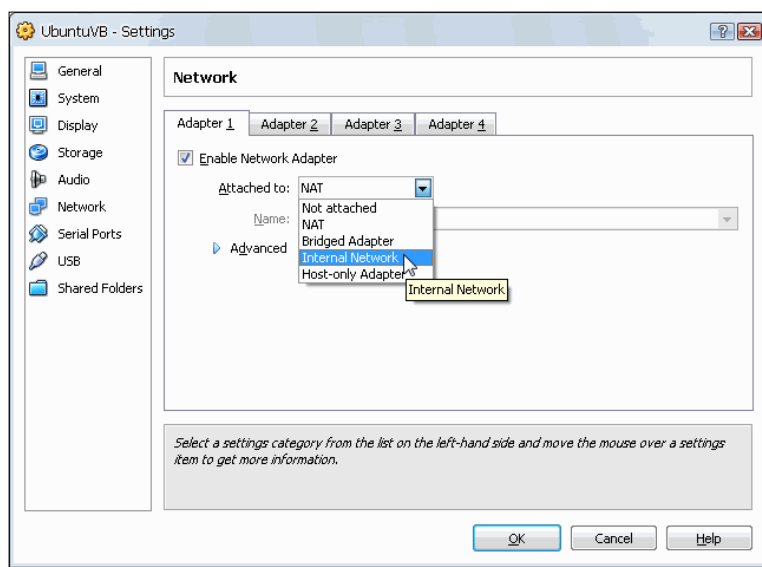 UbuntuVB - Settings
General
System
Display
Storage
Audio
Network
Serial Ports
USB
Shared Folders
Network
Adapter 1 Adapter 2 Adapter 3 Adapter 4
Enable Network Adapter
Attached to: NAT
Not attached
Name:
NAT
Bridged Adapter
Advanced
Internal Network
Host-only Adapter
Internal Network
Select a settings category from the list on the left-hand side and move the mouse over a settings
item to get more information.
OK Cancel Help